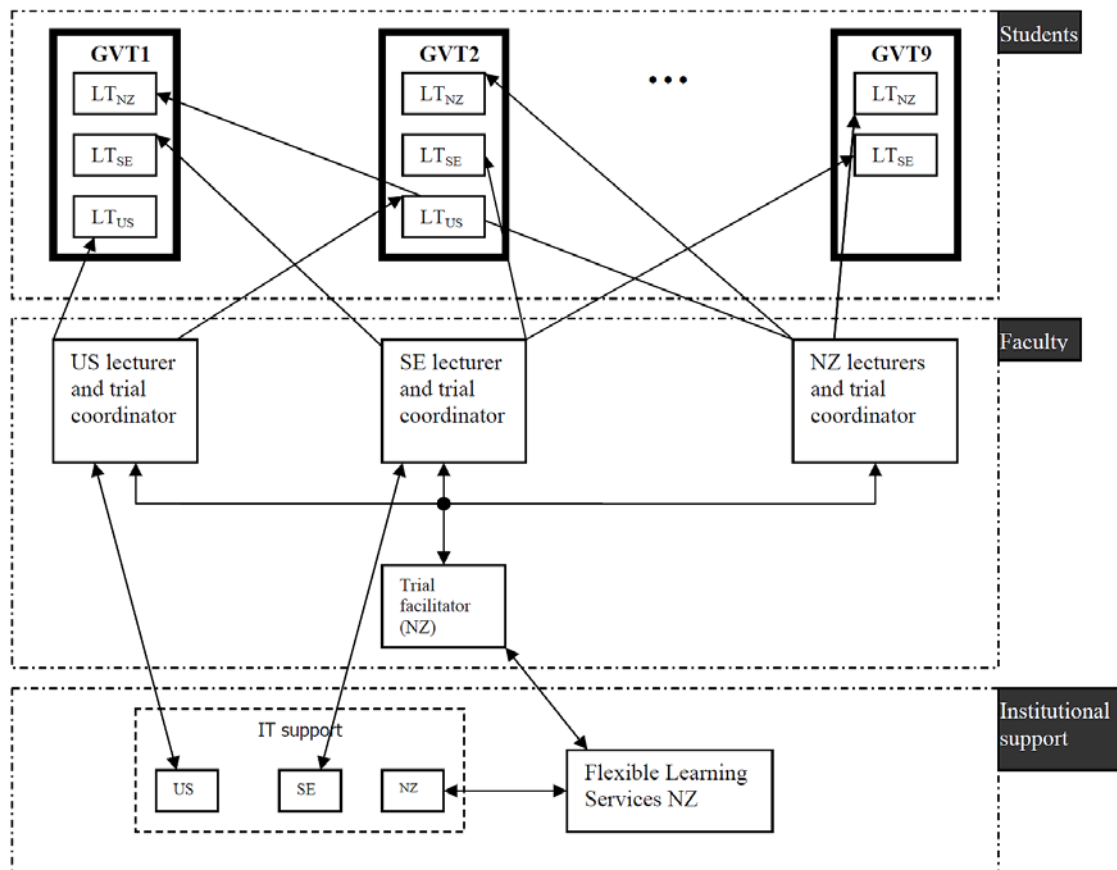 Students
GVT1
LTNZ
LTSE
LTUS
GVT2
LTNZ
LTSE
LTUS
...
GVT9
LTNZ
LTSE
Faculty
US lecturer
and trial
coordinator
SE lecturer
and trial
coordinator
NZ lecturers
and trial
coordinator
Trial
facilitator
(NZ)
Institutional
support
IT support
US
SE
NZ
Flexible Learning
Services NZ